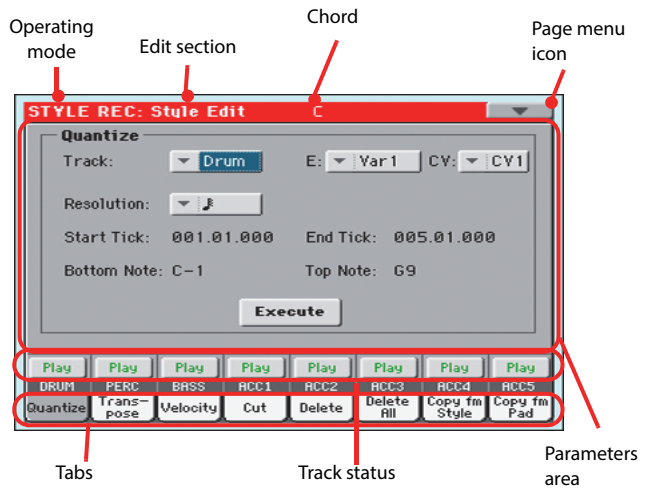 Operating mode
Edit section
Chord
Page menu icon
STYLE REC: Style Edit C
Quantize
Track: Drum E: Var1 CV: CV1
Resolution:
Start Tick: 001.01.000 End Tick: 005.01.000
Bottom Note: C-1 Top Note: G9
Execute
Play Play Play Play Play Play Play Play
DRUM PERC BASS ACC1 ACC2 ACC3 ACC4 ACC5
Quantize Trans-pose Velocity Cut Delete Delete All Copy fm Style Copy fm Pad
Tabs
Track status
Parameters area